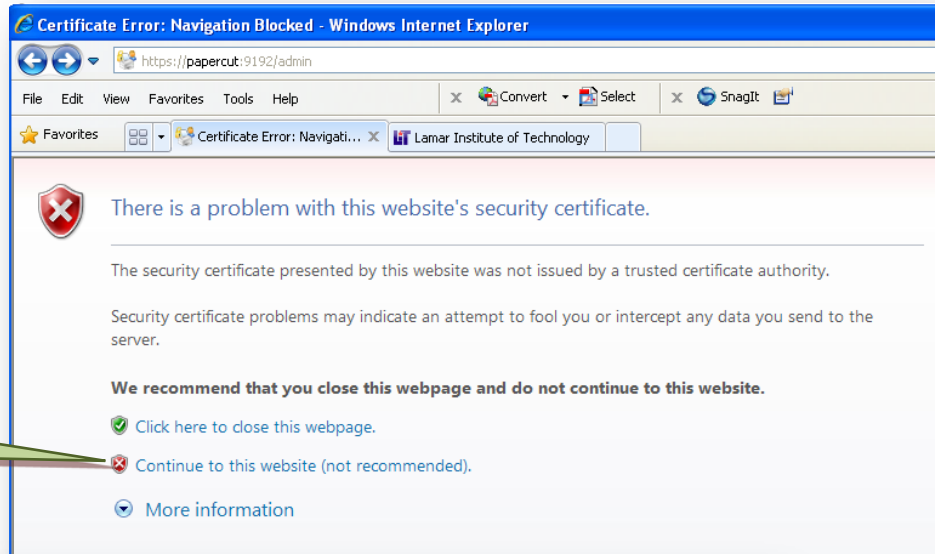 Certificate Error: Navigation Blocked - Windows Internet Explorer
https://papercut:9192/admin
File Edit View Favorites Tools Help x Convert Select x SnagIt
Favorites Certificate Error: Navigati... X LIT Lamar Institute of Technology
There is a problem with this website's security certificate.
The security certificate presented by this website was not issued by a trusted certificate authority.
Security certificate problems may indicate an attempt to fool you or intercept any data you send to the
server.
We recommend that you close this webpage and do not continue to this website.
Click here to close this webpage.
Continue to this website (not recommended).
More information